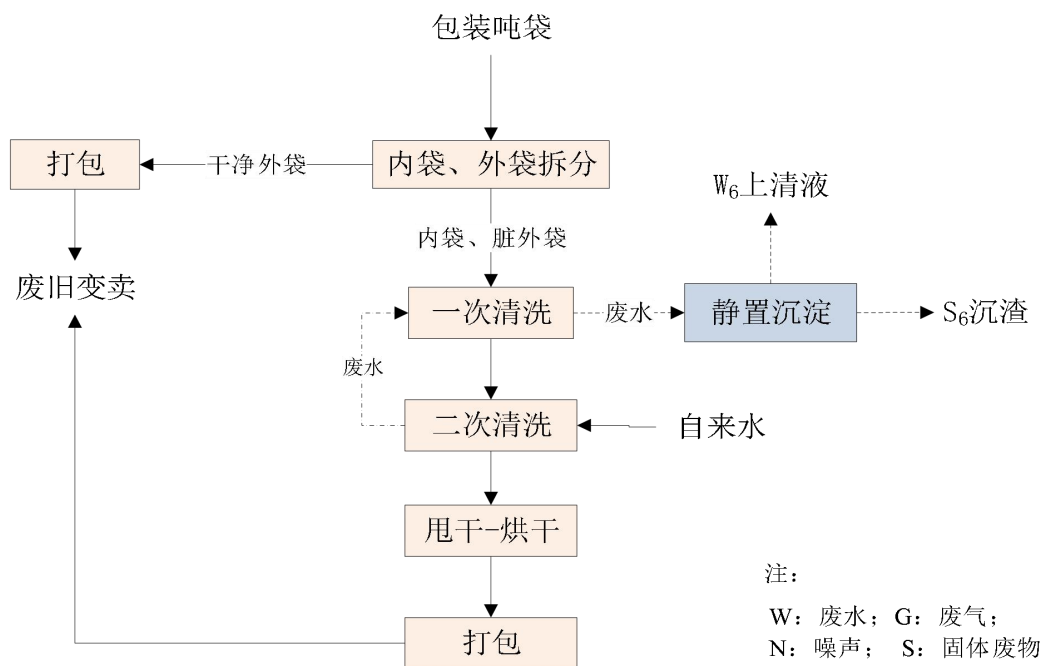 包装吨袋
打包
干净外袋
内袋、外袋拆分
W₆上清液
内袋、脏外袋
废旧变卖
一次清洗
废水
静置沉淀
S₆沉渣
废水
二次清洗
自来水
甩干-烘干
注：
W：废水；G：废气；
N：噪声； S：固体废物
打包